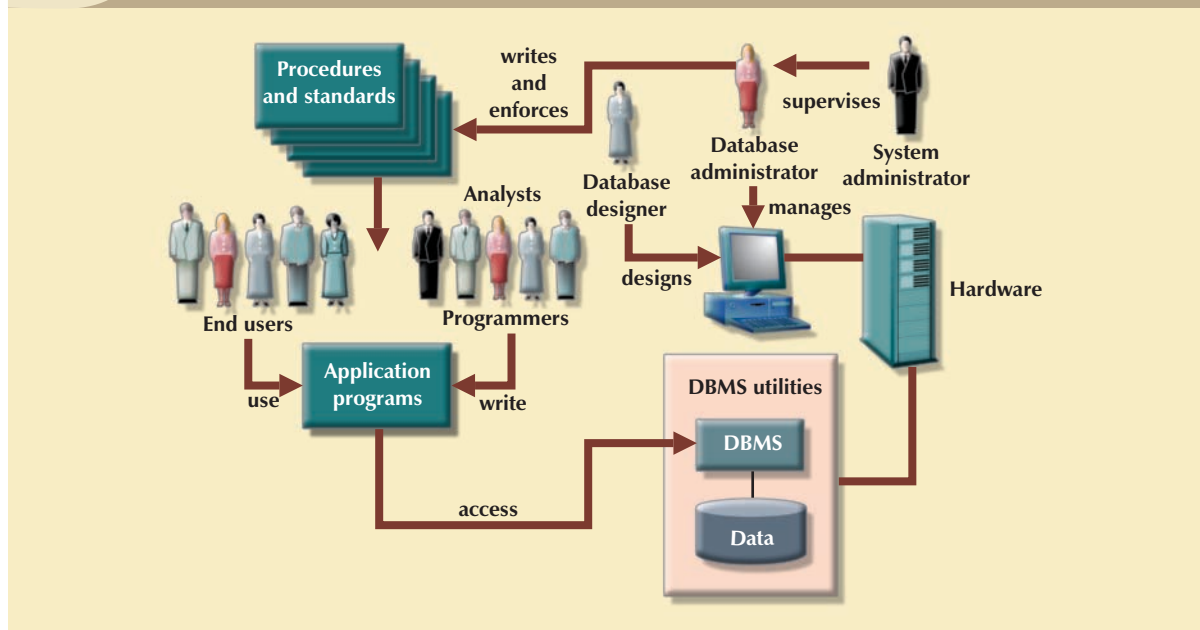 Procedures
and standards
writes
and
enforces
supervises
Database
administrator
System
administrator
Database
designer
manages
designs
Hardware
Analysts
Programmers
End users
use
write
Application
programs
access
DBMS utilities
DBMS
Data